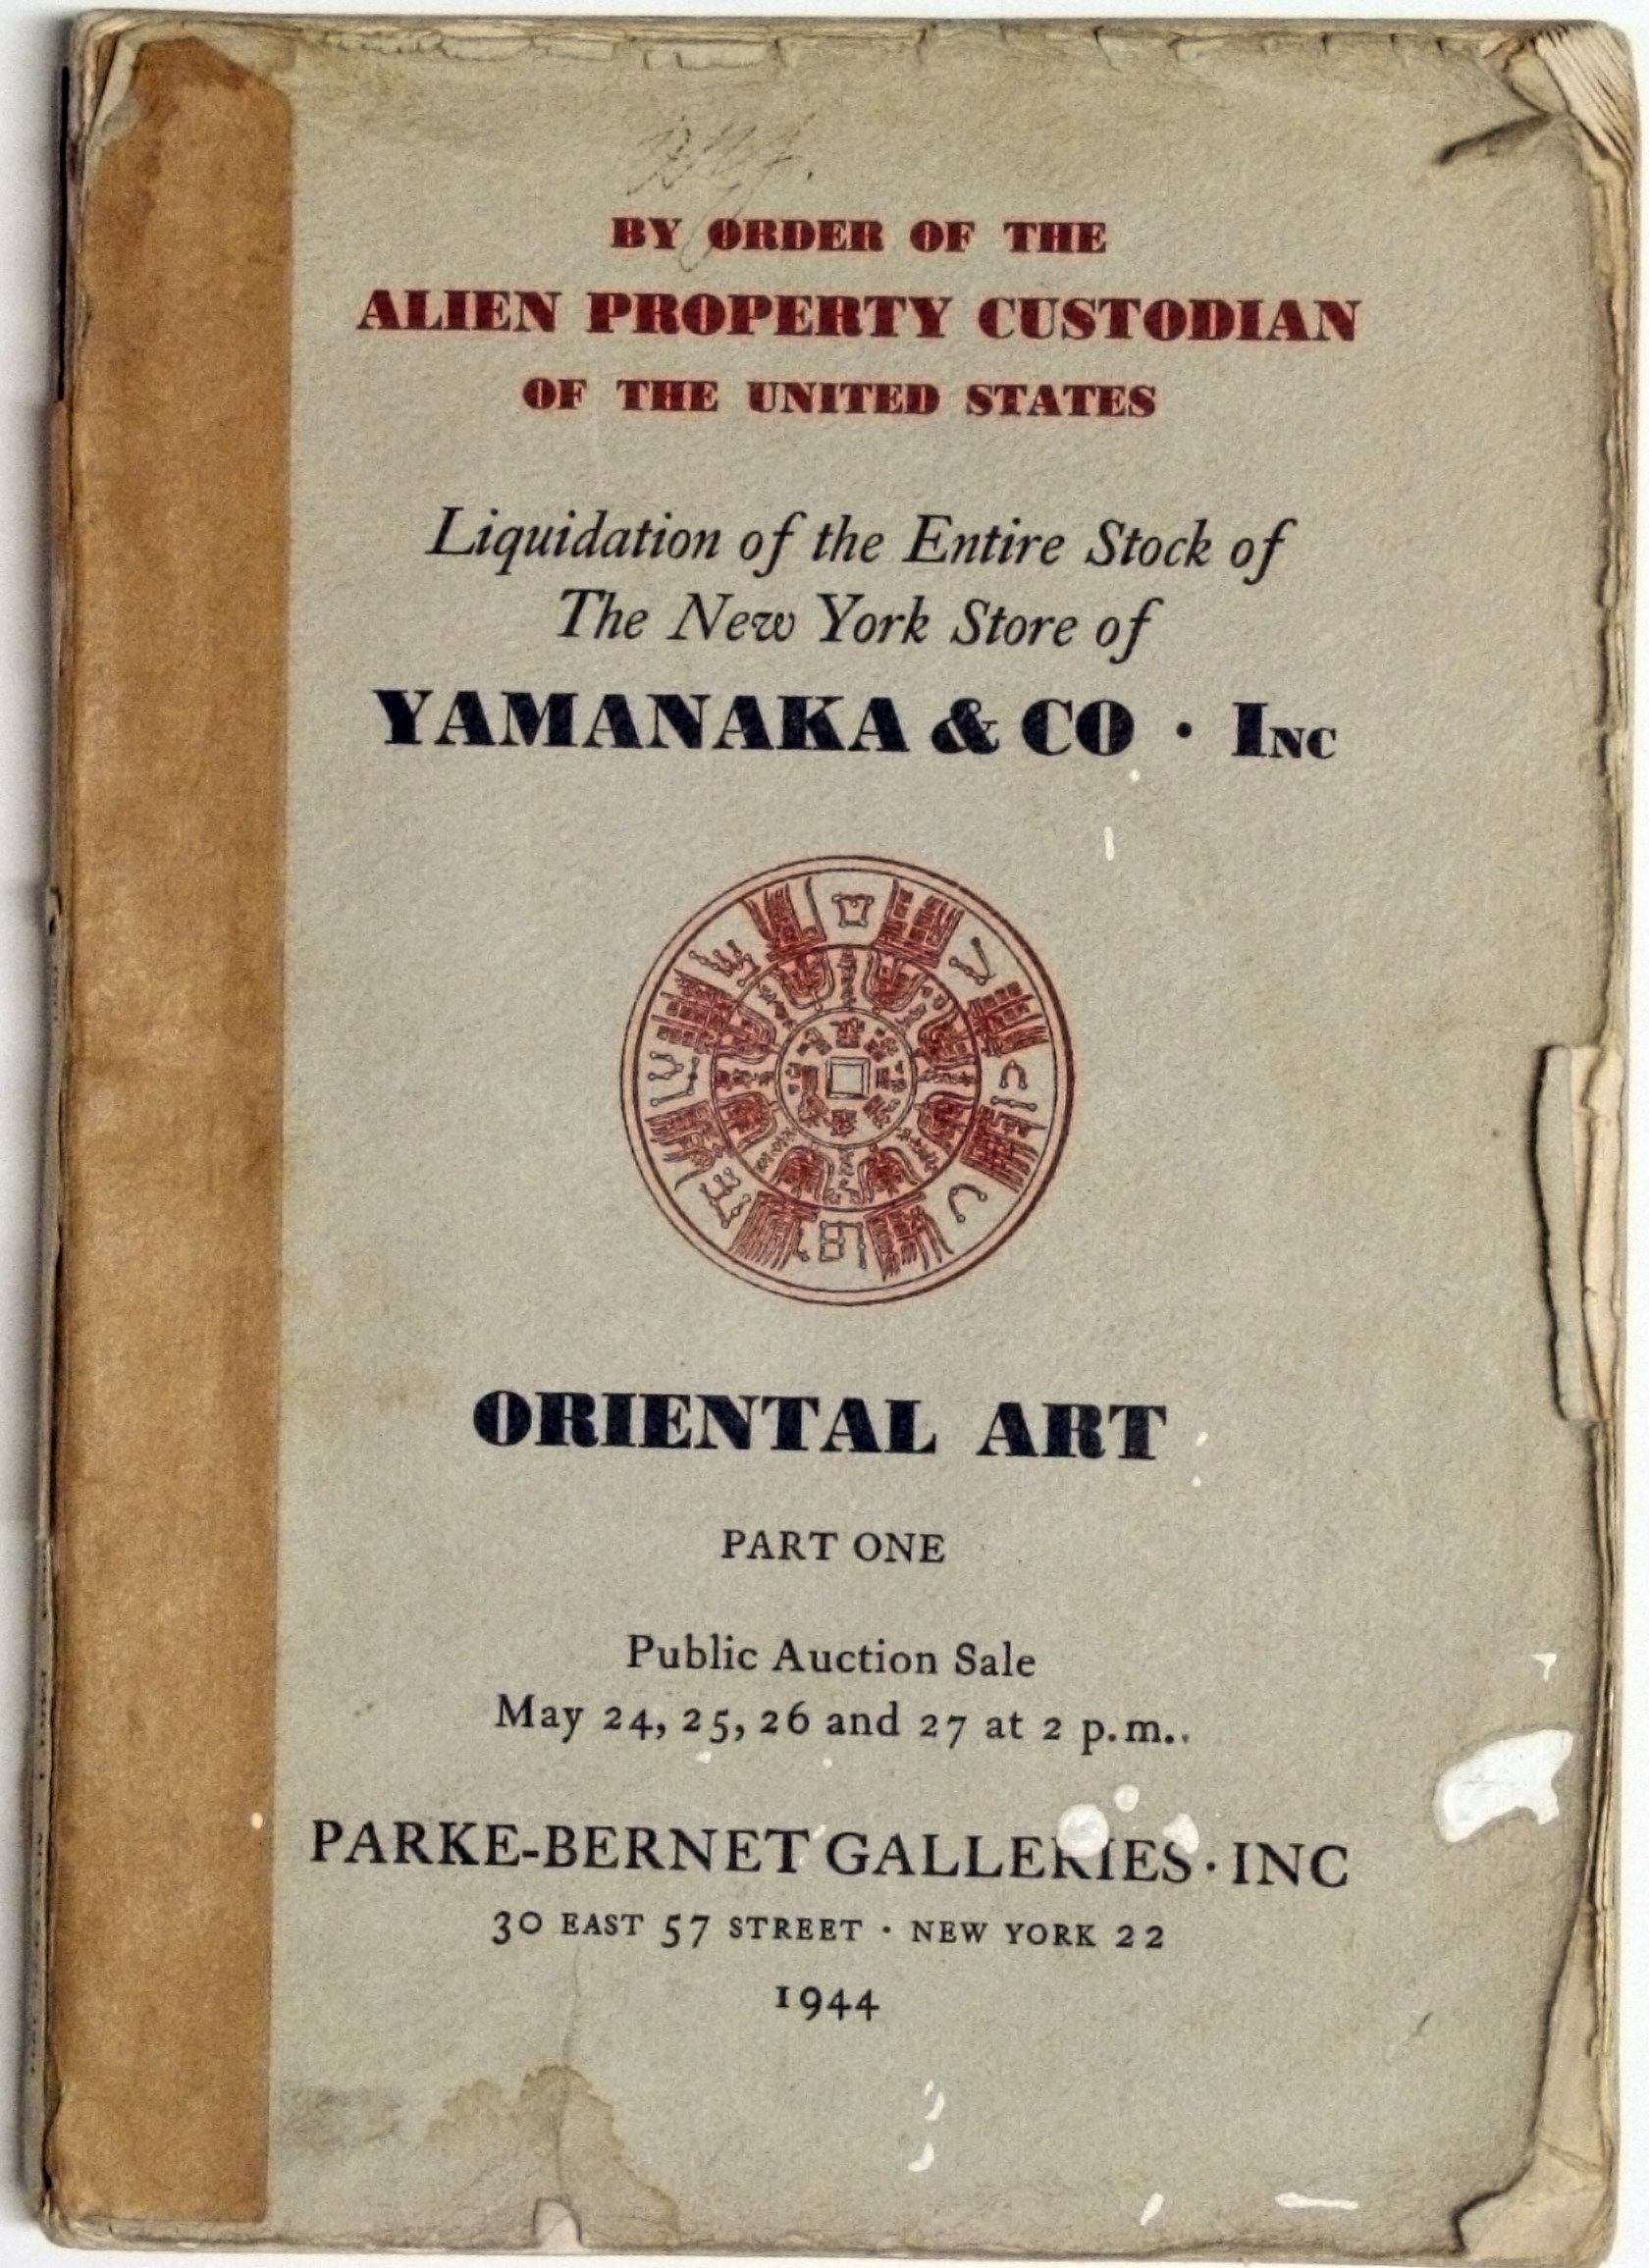 BY ORDER OF THE
ALIEN PROPERTY CUSTODIAN
OF THE UNITED STATES
Liquidation of the Entire Stock of
The New York Store of
YAMANAKA & CO · INC
ORIENTAL ART
PART ONE
Public Auction Sale
May 24, 25, 26 and 27 at 2 p.m.
PARKE-BERNET GALLERIES · INC
30 EAST 57 STREET · NEW YORK 22
1944